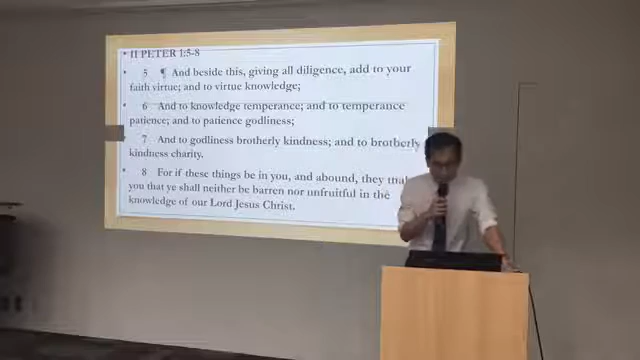 • II PETER 1:5-8
• 5 ¶ And beside this, giving all diligence, add to your
faith virtue; and to virtue knowledge;
• 6 And to knowledge temperance; and to temperance
patience; and to patience godliness;
• 7 And to godliness brotherly kindness; and to brotherly
kindness charity.
• 8 For if these things be in you, and abound, they
you that ye shall neither be barren nor unfruitful in the
knowledge of our Lord Jesus Christ.